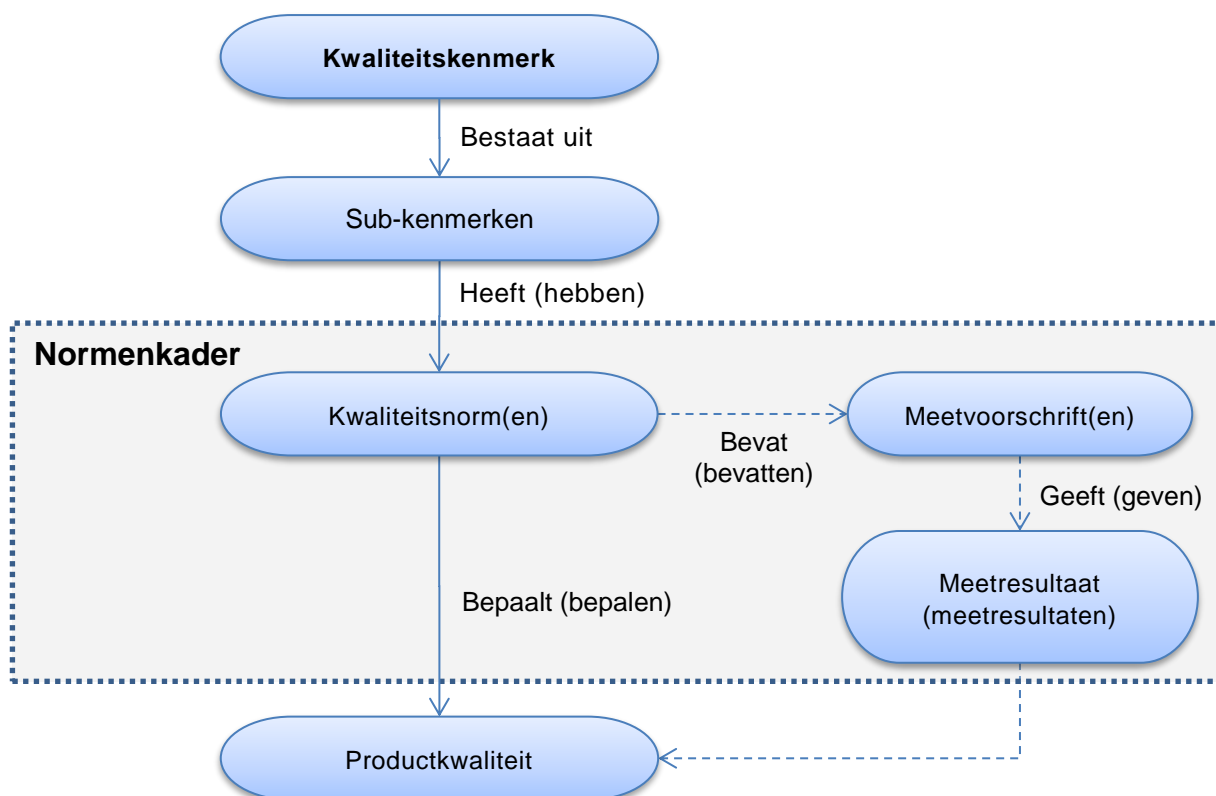 Kwaliteitskenmerk
Bestaat uit
Sub-kenmerken
Heeft (hebben)
Normenkader
Kwaliteitsnorm(en)
Bevat
(bevatten)
Meetvoorschrift(en)
Geeft (geven)
Meetresultaat
(meetresultaten)
Bepaalt (bepalen)
Productkwaliteit